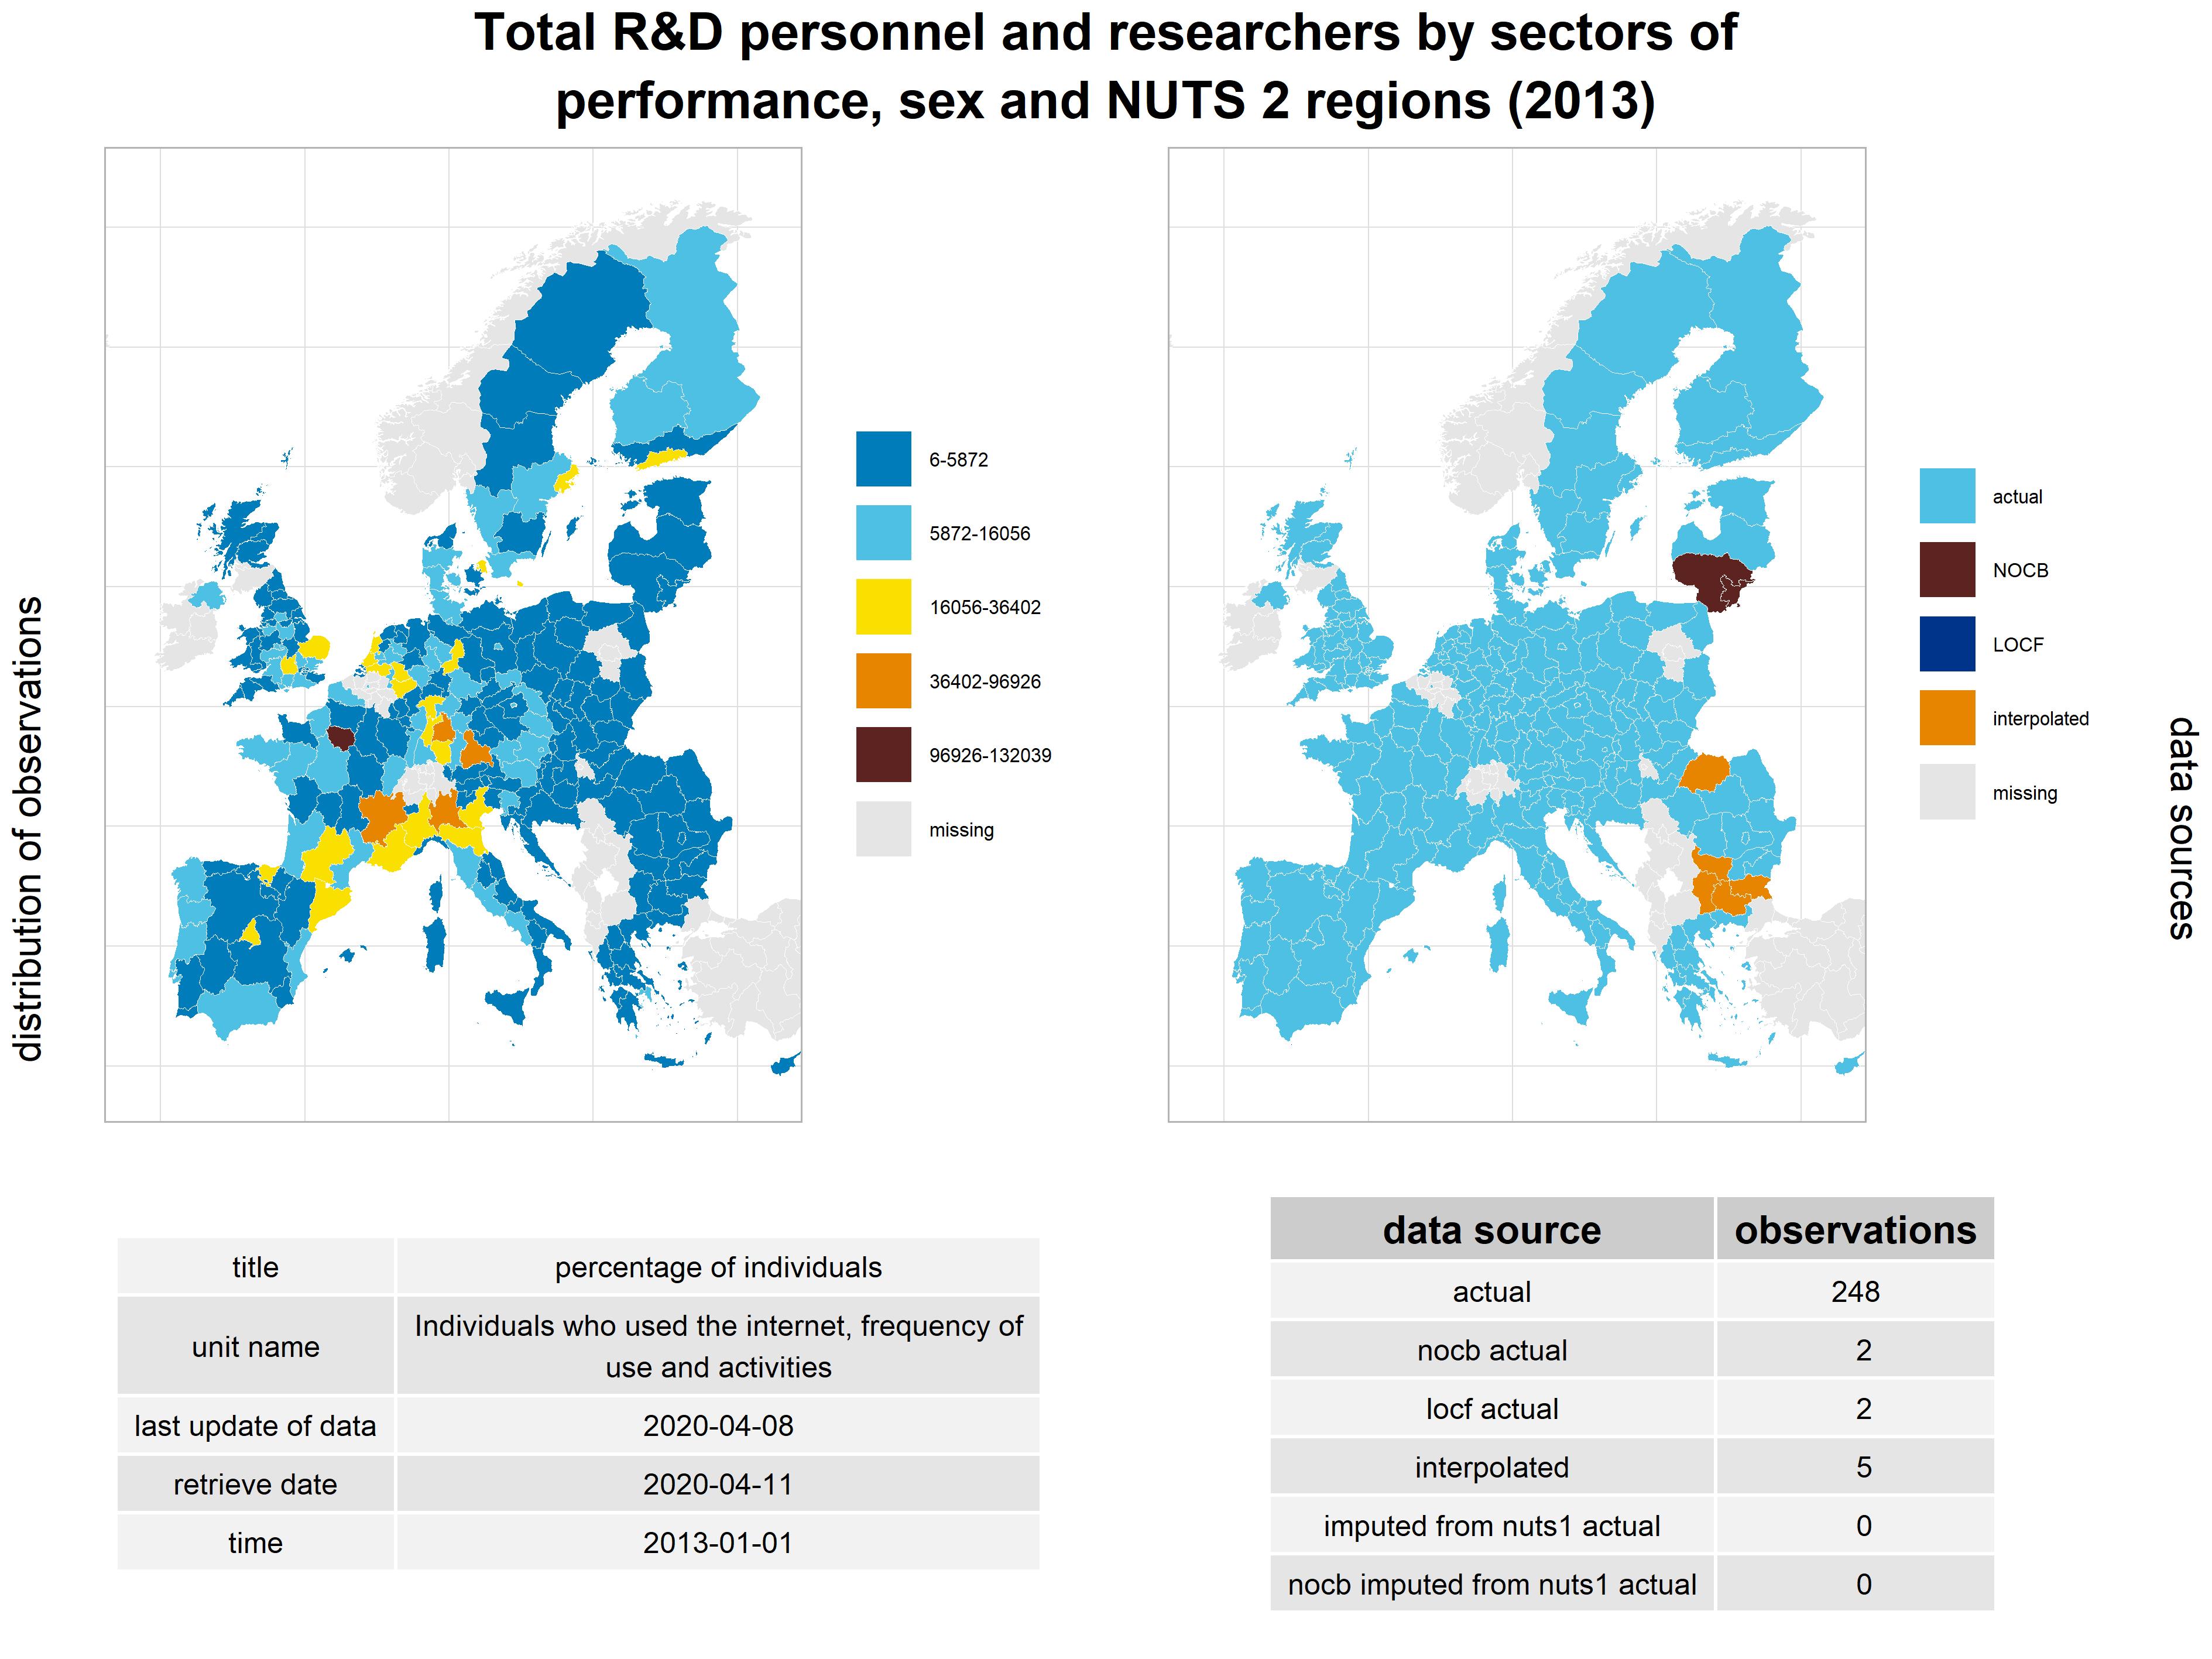 Total R&D personnel and researchers by sectors of
performance, sex and NUTS 2 regions (2013)
distribution of observations
6-5872
5872-16056
16056-36402
36402-96926
96926-132039
missing
actual
NOCB
LOCF
interpolated
missing
data sources
title percentage of individuals
unit name Individuals who used the internet, frequency of
use and activities
last update of data 2020-04-08
retrieve date 2020-04-11
time 2013-01-01
data source observations
actual 248
nocb actual 2
locf actual 2
interpolated 5
imputed from nuts1 actual 0
nocb imputed from nuts1 actual 0